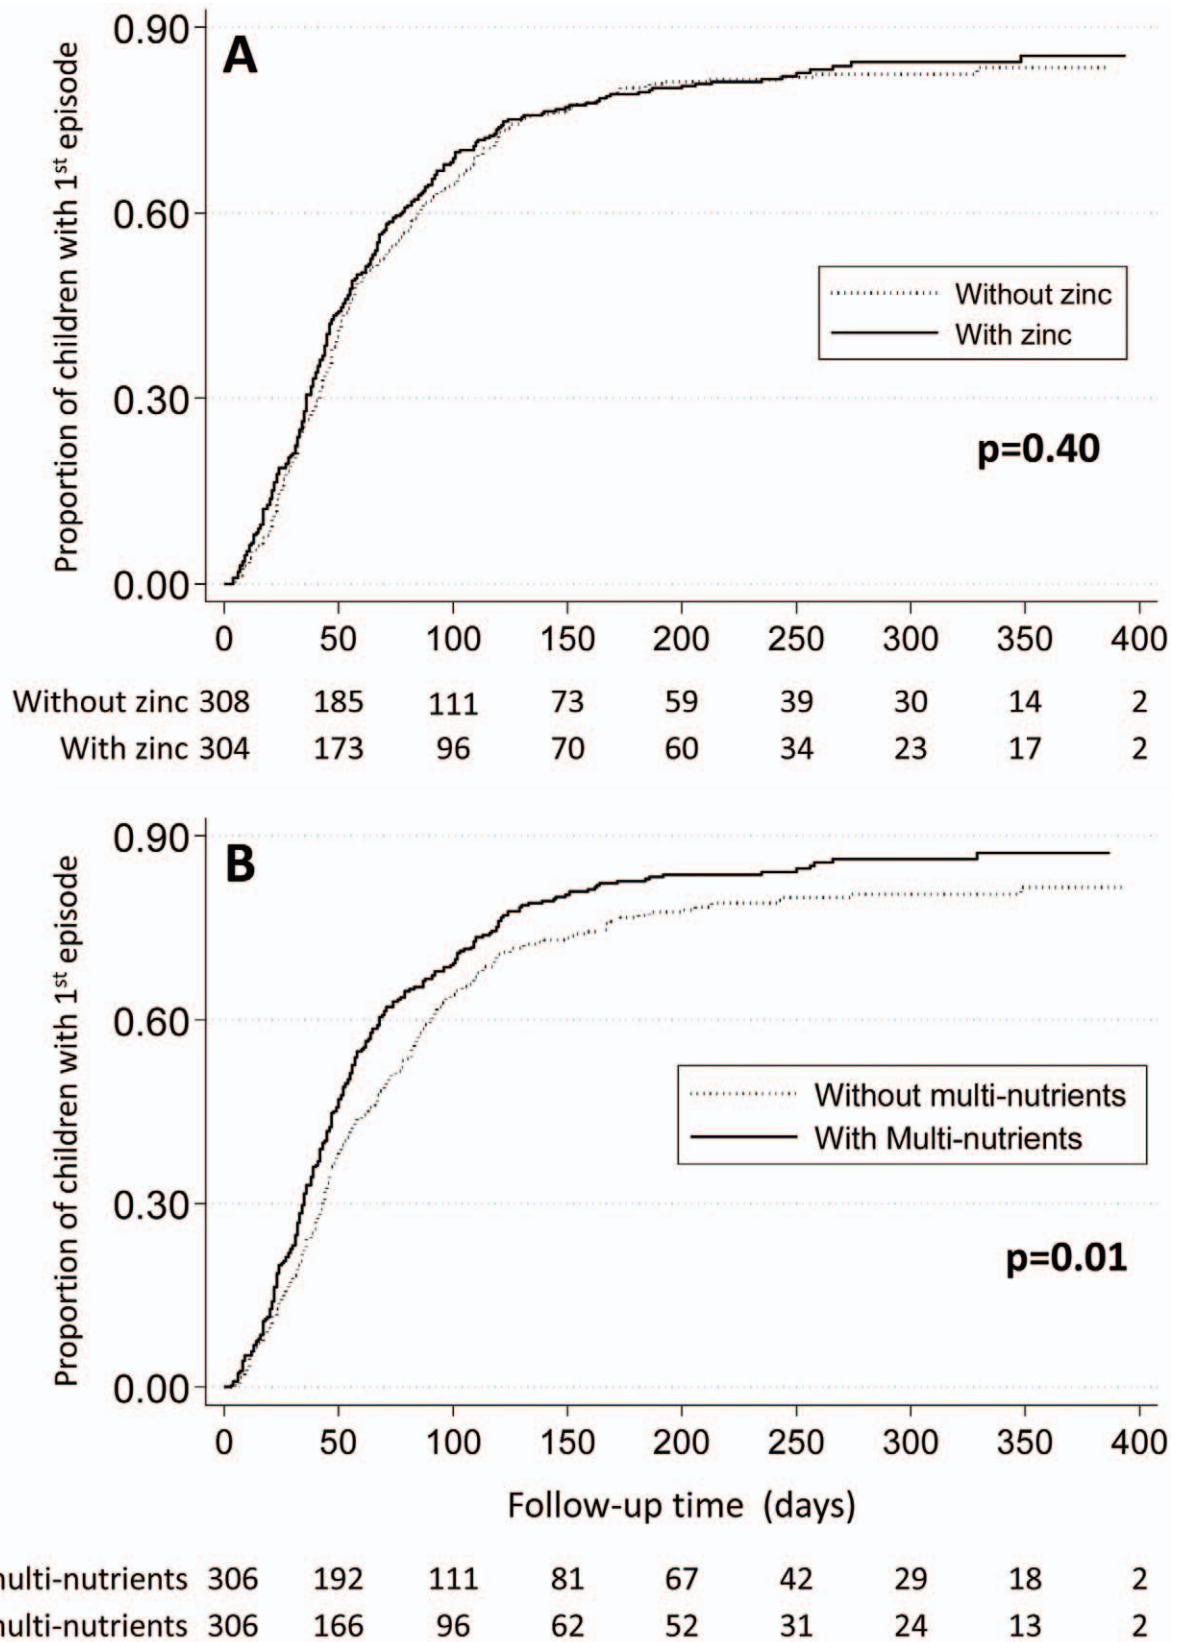 0.90
A
Proportion of children with 1st episode
0.60
Without zinc
With zinc
0.30
p=0.40
0.00
0 50 100 150 200 250 300 350 400
Without zinc 308 185 111 73 59 39 30 14 2
With zinc 304 173 96 70 60 34 23 17 2
0.90
B
Proportion of children with 1st episode
0.60
Without multi-nutrients
With Multi-nutrients
0.30
p=0.01
0.00
0 50 100 150 200 250 300 350 400
Follow-up time (days)
ulti-nutrients 306 192 111 81 67 42 29 18 2
ulti-nutrients 306 166 96 62 52 31 24 13 2